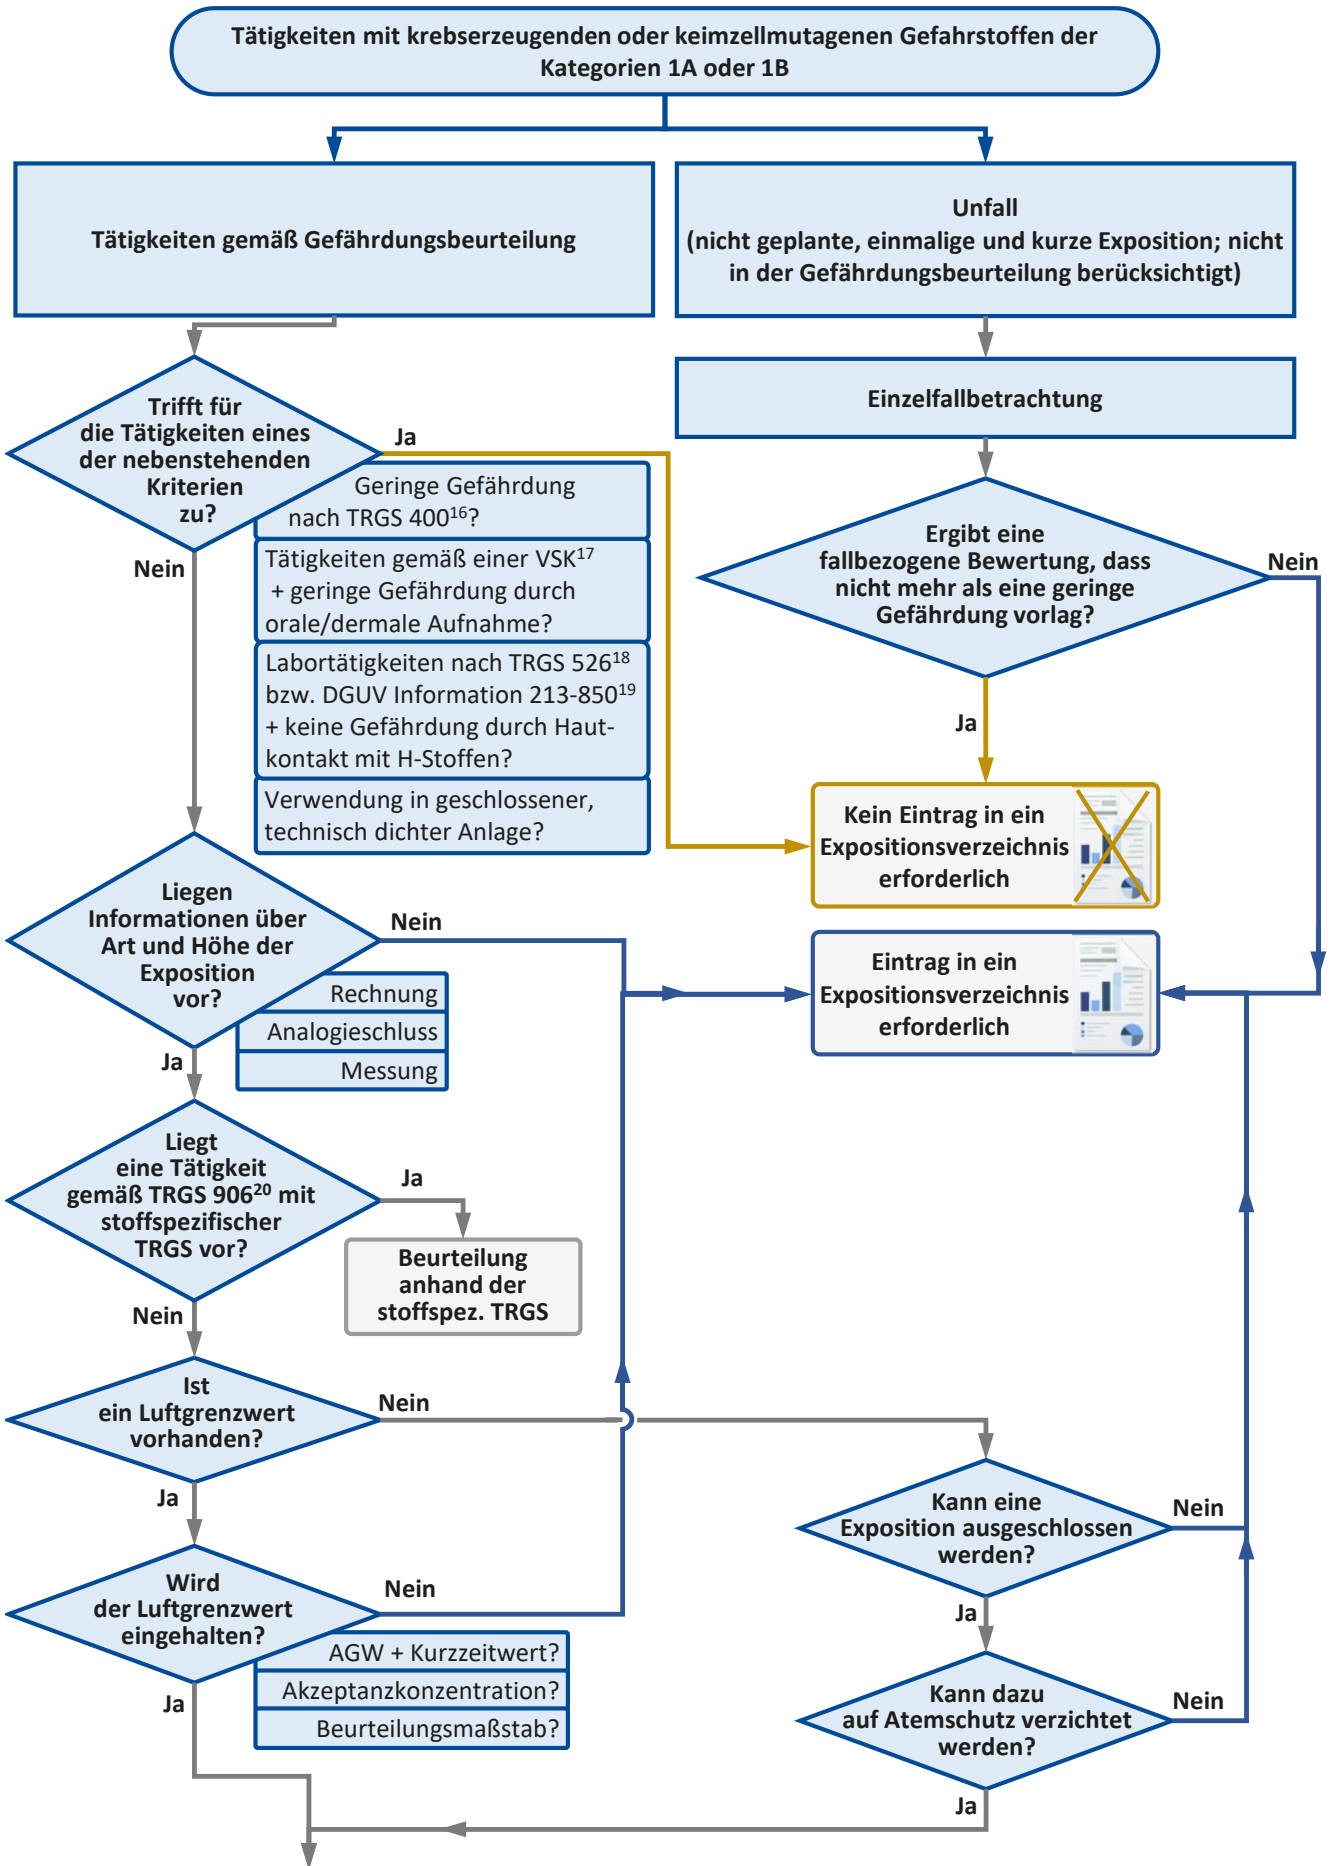 Tätigkeiten mit krebserzeugenden oder keimzellmutagenen Gefahrstoffen der
Kategorien 1A oder 1B
Tätigkeiten gemäß Gefährdungsbeurteilung
Unfall
(nicht geplante, einmalige und kurze Exposition; nicht
in der Gefährdungsbeurteilung berücksichtigt)
Einzelfallbetrachtung
Trifft für
die Tätigkeiten eines
der nebenstehenden
Kriterien
zu?
Ja
Nein
Geringe Gefährdung
nach TRGS 400¹⁶?
Tätigkeiten gemäß einer VSK¹⁷
+ geringe Gefährdung durch
orale/dermale Aufnahme?
Labortätigkeiten nach TRGS 526¹⁸
bzw. DGUV Information 213-850¹⁹
+ keine Gefährdung durch Haut-
kontakt mit H-Stoffen?
Verwendung in geschlossener,
technisch dichter Anlage?
Ergibt eine
fallbezogene Bewertung, dass
nicht mehr als eine geringe
Gefährdung vorlag?
Nein
Ja
Kein Eintrag in ein
Expositionsverzeichnis
erforderlich
Liegen
Informationen über
Art und Höhe der
Exposition
vor?
Nein
Ja
Rechnung
Analogieschluss
Messung
Eintrag in ein
Expositionsverzeichnis
erforderlich
Liegt
eine Tätigkeit
gemäß TRGS 906²⁰ mit
stoffspezifischer
TRGS vor?
Ja
Nein
Beurteilung
anhand der
stoffspez. TRGS
Ist
ein Luftgrenzwert
vorhanden?
Nein
Ja
Kann eine
Exposition ausgeschlossen
werden?
Nein
Ja
Wird
der Luftgrenzwert
eingehalten?
Nein
Ja
AGW + Kurzzeitwert?
Akzeptanzkonzentration?
Beurteilungsmaßstab?
Kann dazu
auf Atemschutz verzichtet
werden?
Nein
Ja